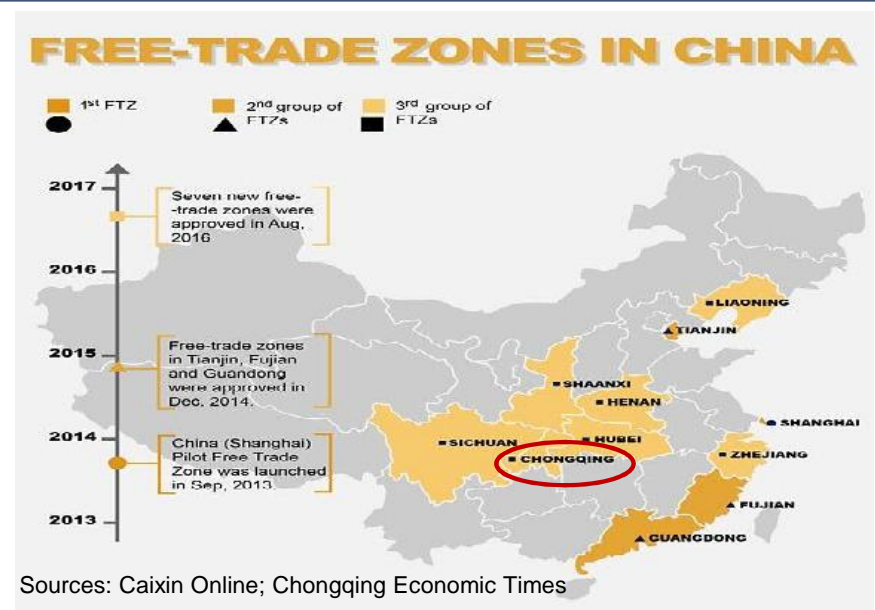 FREE-TRADE ZONES IN CHINA
1st FTZ
2nd group of
FTZs
3rd group of
FTZs
2017
Seven new free-
-trade zones were
approved in Aug,
2016
2016
LIAONING
TIANJIN
2015
Free-trade zones
in Tianjin, Fujian
and Guandong
were approved in
Dec. 2014.
SHAANXI
HENAN
SHANGHAI
2014
SICHUAN
HUBEI
CHONGQING
ZHEJIANG
China (Shanghai)
Pilot Free Trade
Zone was launched
in Sep, 2013.
FUJIAN
2013
GUANGDONG
Sources: Caixin Online; Chongqing Economic Times